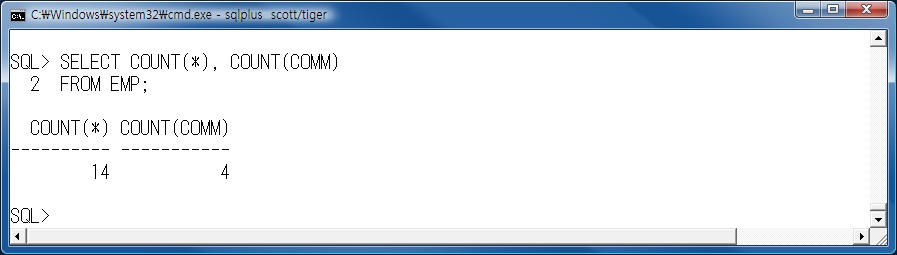 C:\Windows\system32\cmd.exe - sqlplus  scott/tiger
SQL> SELECT COUNT(*), COUNT(COMM)
  2  FROM EMP;
  COUNT(*) COUNT(COMM)
---------- -----------
        14           4
SQL>